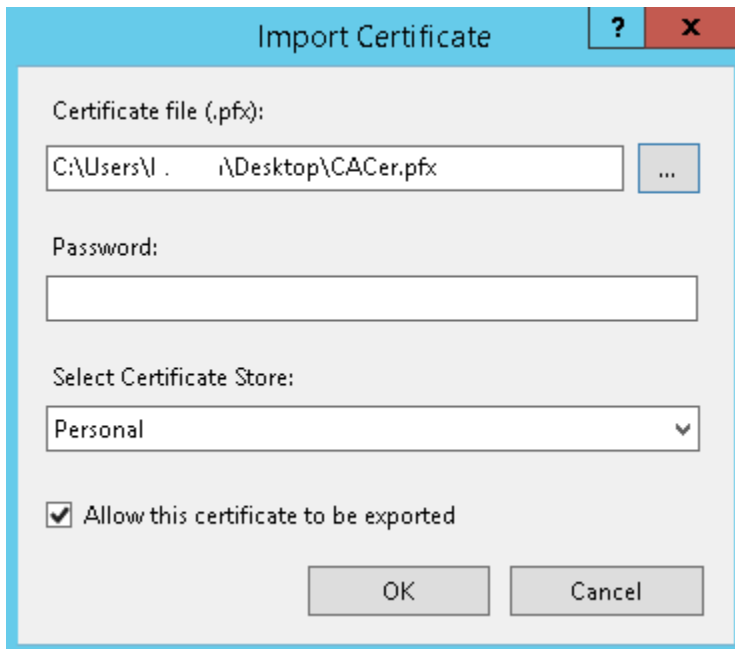 Import Certificate
? x
Certificate file (.pfx):
C:\Users\I . ı\Desktop\CACer.pfx
...
Password:
Select Certificate Store:
Personal
Allow this certificate to be exported
OK Cancel